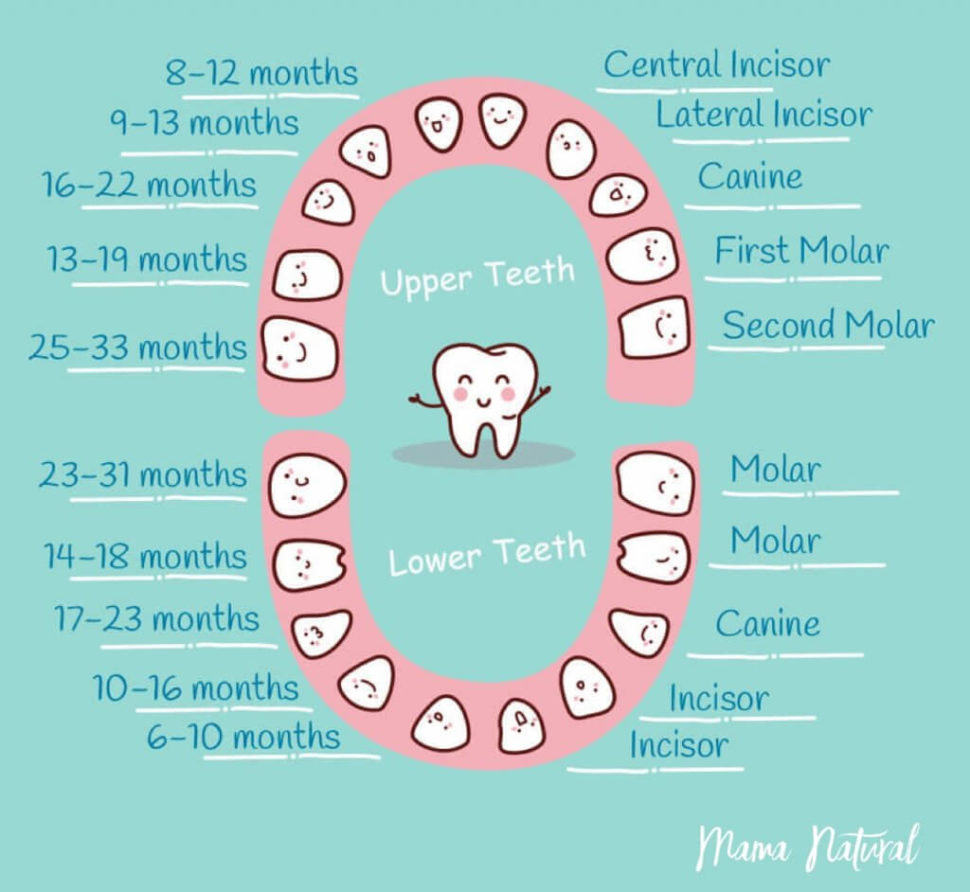 8-12 months
Central Incisor
9-13 months
Lateral Incisor
16-22 months
Canine
13-19 months
First Molar
Upper Teeth
25-33 months
Second Molar
23-31 months
Molar
14-18 months
Molar
Lower Teeth
17-23 months
Canine
10-16 months
Incisor
6-10 months
Incisor
Mama Natural